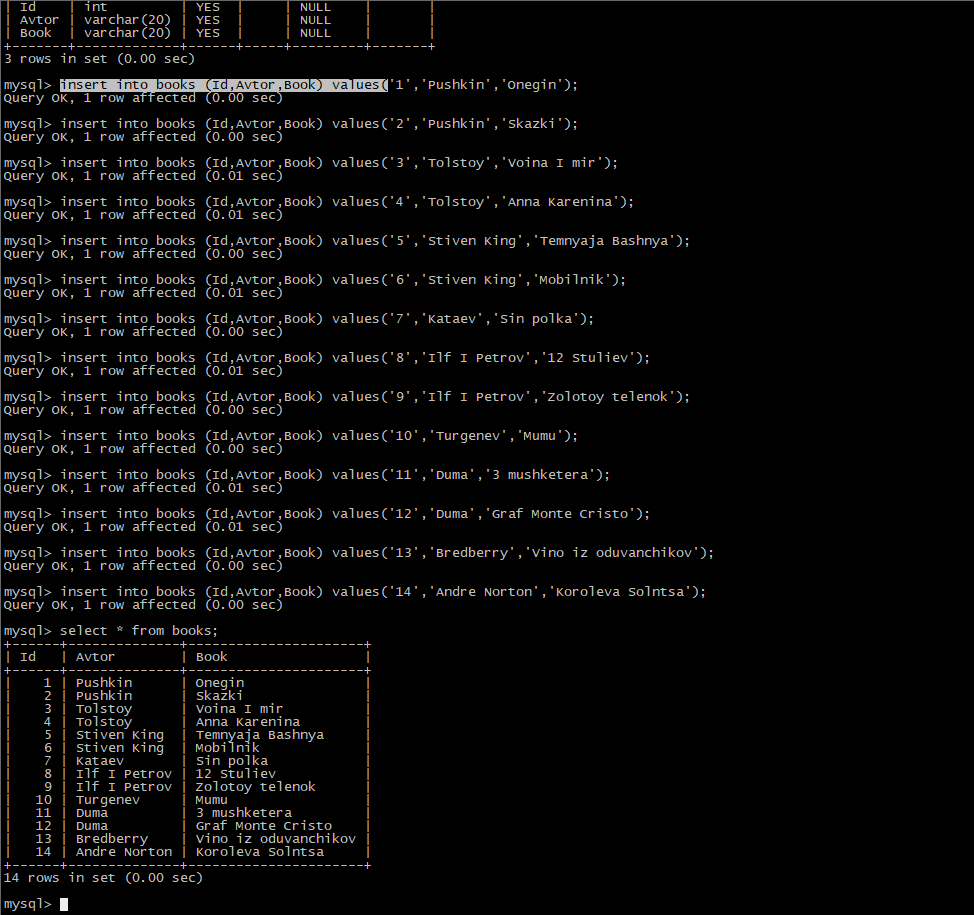 | Id    | int         | YES  |     | NULL    |       |
| Avtor | varchar(20) | YES  |     | NULL    |       |
| Book  | varchar(20) | YES  |     | NULL    |       |
+-------+-------------+------+-----+---------+-------+
3 rows in set (0.00 sec)

mysql> insert into books (Id,Avtor,Book) values('1','Pushkin','Onegin');
Query OK, 1 row affected (0.00 sec)

mysql> insert into books (Id,Avtor,Book) values('2','Pushkin','Skazki');
Query OK, 1 row affected (0.00 sec)

mysql> insert into books (Id,Avtor,Book) values('3','Tolstoy','Voina I mir');
Query OK, 1 row affected (0.01 sec)

mysql> insert into books (Id,Avtor,Book) values('4','Tolstoy','Anna Karenina');
Query OK, 1 row affected (0.01 sec)

mysql> insert into books (Id,Avtor,Book) values('5','Stiven King','Temnyaja Bashnya');
Query OK, 1 row affected (0.00 sec)

mysql> insert into books (Id,Avtor,Book) values('6','Stiven King','Mobilnik');
Query OK, 1 row affected (0.01 sec)

mysql> insert into books (Id,Avtor,Book) values('7','Kataev','Sin polka');
Query OK, 1 row affected (0.00 sec)

mysql> insert into books (Id,Avtor,Book) values('8','Ilf I Petrov','12 Stuliev');
Query OK, 1 row affected (0.01 sec)

mysql> insert into books (Id,Avtor,Book) values('9','Ilf I Petrov','Zolotoy telenok');
Query OK, 1 row affected (0.00 sec)

mysql> insert into books (Id,Avtor,Book) values('10','Turgenev','Mumu');
Query OK, 1 row affected (0.00 sec)

mysql> insert into books (Id,Avtor,Book) values('11','Duma','3 mushketera');
Query OK, 1 row affected (0.01 sec)

mysql> insert into books (Id,Avtor,Book) values('12','Duma','Graf Monte Cristo');
Query OK, 1 row affected (0.01 sec)

mysql> insert into books (Id,Avtor,Book) values('13','Bredberry','Vino iz oduvanchikov');
Query OK, 1 row affected (0.00 sec)

mysql> insert into books (Id,Avtor,Book) values('14','Andre Norton','Koroleva Solntsa');
Query OK, 1 row affected (0.00 sec)

mysql> select * from books;
+------+--------------+----------------------+
| Id   | Avtor        | Book                 |
+------+--------------+----------------------+
|    1 | Pushkin      | Onegin               |
|    2 | Pushkin      | Skazki               |
|    3 | Tolstoy      | Voina I mir          |
|    4 | Tolstoy      | Anna Karenina        |
|    5 | Stiven King  | Temnyaja Bashnya     |
|    6 | Stiven King  | Mobilnik             |
|    7 | Kataev       | Sin polka            |
|    8 | Ilf I Petrov | 12 Stuliev           |
|    9 | Ilf I Petrov | Zolotoy telenok      |
|   10 | Turgenev     | Mumu                 |
|   11 | Duma         | 3 mushketera         |
|   12 | Duma         | Graf Monte Cristo    |
|   13 | Bredberry    | Vino iz oduvanchikov |
|   14 | Andre Norton | Koroleva Solntsa     |
+------+--------------+----------------------+
14 rows in set (0.00 sec)

mysql>